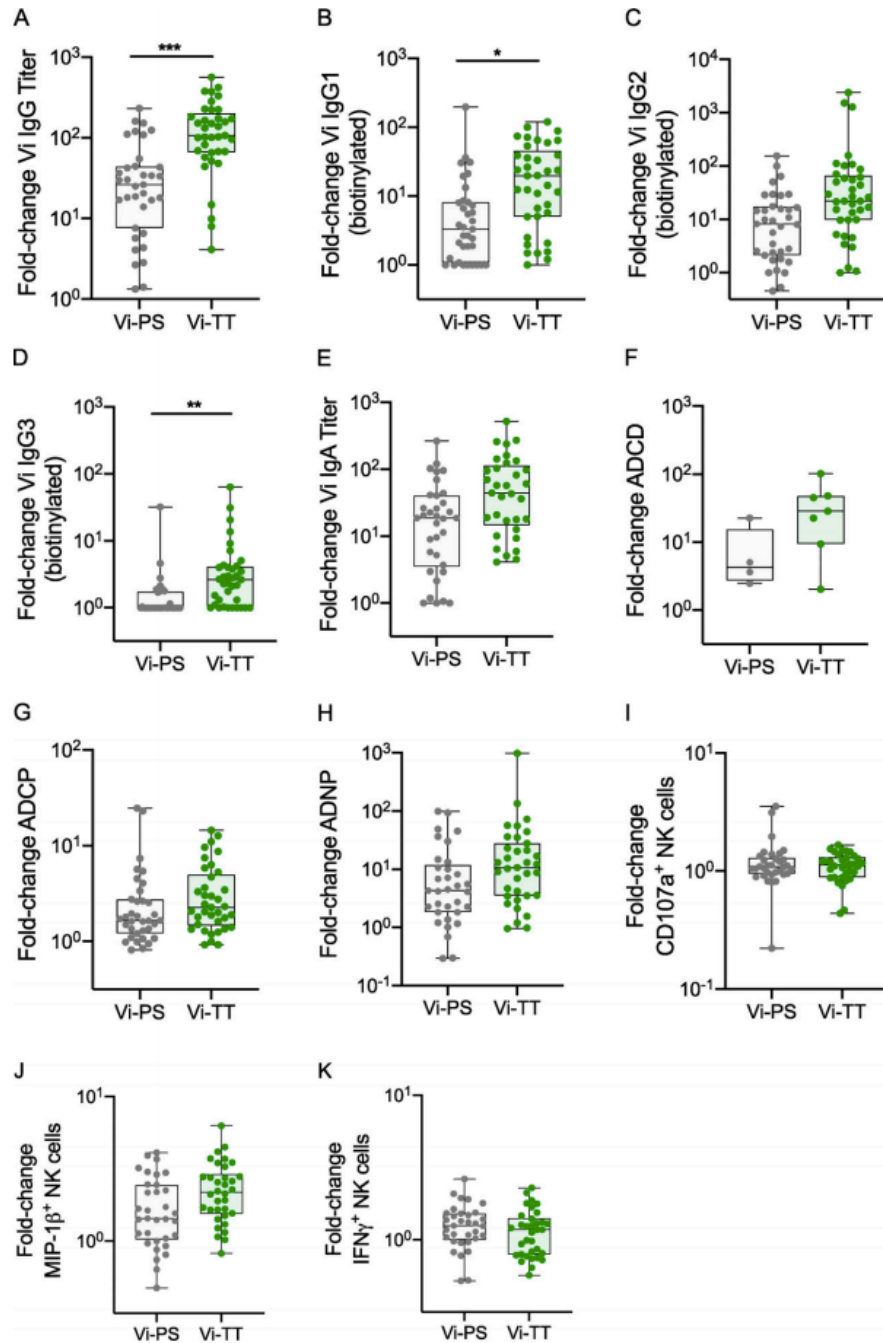 A
Fold-change Vi IgG Titer
10³
10²
10¹
10⁰
***
Vi-PS Vi-TT
B
Fold-change Vi IgG1
(biotinylated)
10³
10²
10¹
10⁰
*
Vi-PS Vi-TT
C
Fold-change Vi IgG2
(biotinylated)
10⁴
10³
10²
10¹
10⁰
Vi-PS Vi-TT
D
Fold-change Vi IgG3
(biotinylated)
10³
10²
10¹
10⁰
**
Vi-PS Vi-TT
E
Fold-change Vi IgA Titer
10³
10²
10¹
10⁰
Vi-PS Vi-TT
F
Fold-change ADCD
10³
10²
10¹
10⁰
Vi-PS Vi-TT
G
Fold-change ADCP
10²
10¹
10⁰
Vi-PS Vi-TT
H
Fold-change ADNP
10³
10²
10¹
10⁰
10⁻¹
Vi-PS Vi-TT
I
Fold-change
CD107a⁺ NK cells
10¹
10⁰
10⁻¹
Vi-PS Vi-TT
J
Fold-change
MIP-1β⁺ NK cells
10¹
10⁰
Vi-PS Vi-TT
K
Fold-change
IFNγ⁺ NK cells
10¹
10⁰
Vi-PS Vi-TT